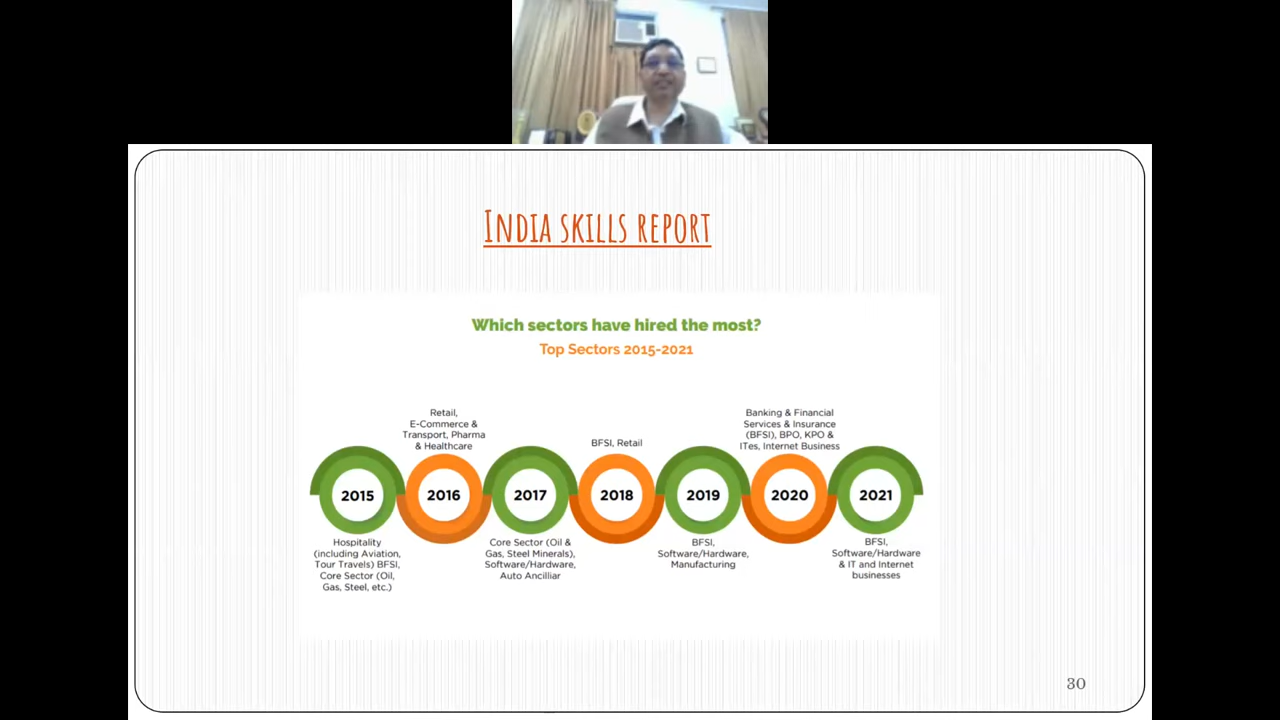 India skills report
Which sectors have hired the most?
Top Sectors 2015-2021
Retail,
E-Commerce &
Transport, Pharma
& Healthcare
BFSI, Retail
Banking & Financial
Services & Insurance
(BFSI), BPO, KPO &
ITes, Internet Business
2015
2016
2017
2018
2019
2020
2021
Hospitality
(including Aviation,
Tour Travels) BFSI,
Core Sector (Oil,
Gas, Steel, etc.)
Core Sector (Oil &
Gas, Steel Minerals),
Software/Hardware,
Auto Ancilliar
BFSI,
Software/Hardware,
Manufacturing
BFSI,
Software/Hardware
& IT and Internet
businesses
30